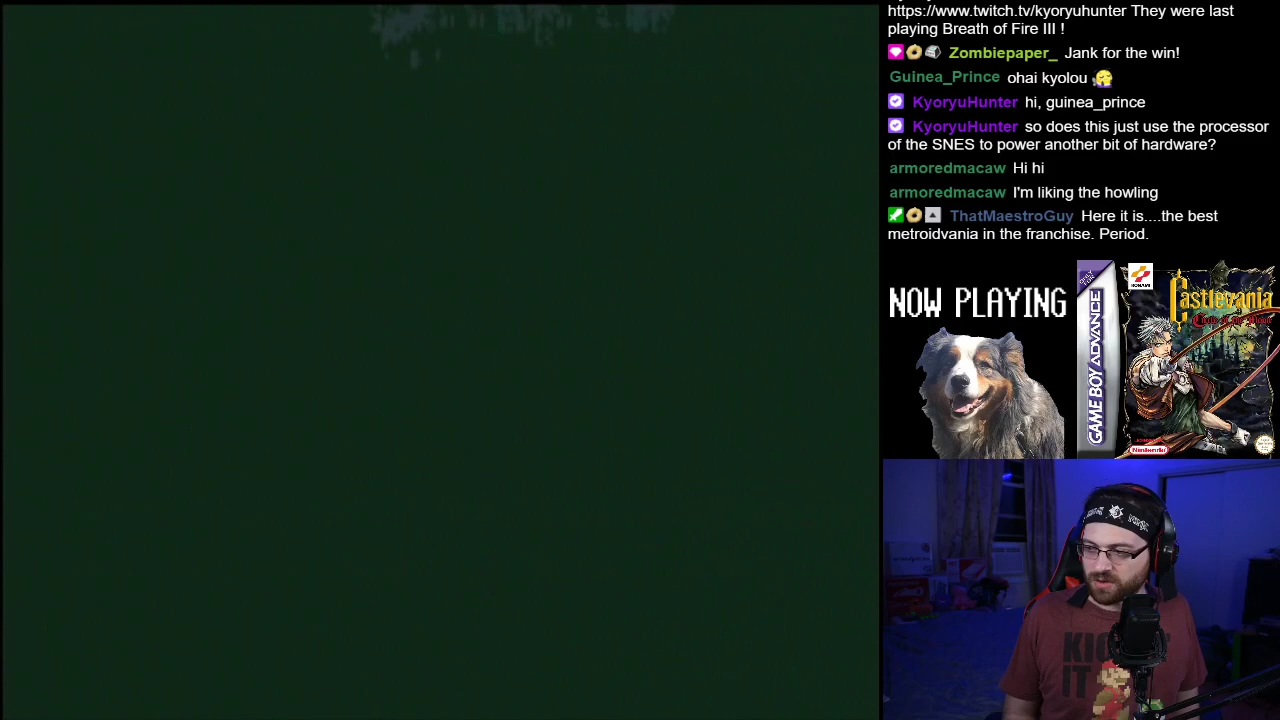 https://www.twitch.tv/kyoryuhunter They were last
playing Breath of Fire III !
Zombiepaper_ Jank for the win!
Guinea_Prince ohai kyolou
KyoryuHunter hi, guinea_prince
KyoryuHunter so does this just use the processor
of the SNES to power another bit of hardware?
armoredmacaw Hi hi
armoredmacaw I'm liking the howling
ThatMaestroGuy Here it is....the best
metroidvania in the franchise. Period.
NOW PLAYING
GAME BOY ADVANCE
KONAMI
Castlevania
Nintendo
IT